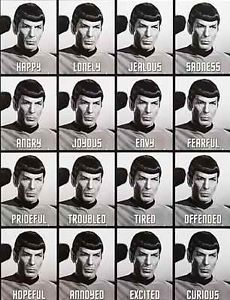 HAPPY LONELY JEALOUS SADNESS
ANGRY JOYOUS ENVY FEARFUL
PRIDEFUL TROUBLED TIRED OFFENDED
HOPEFUL ANNOYED EXCITED CURIOUS